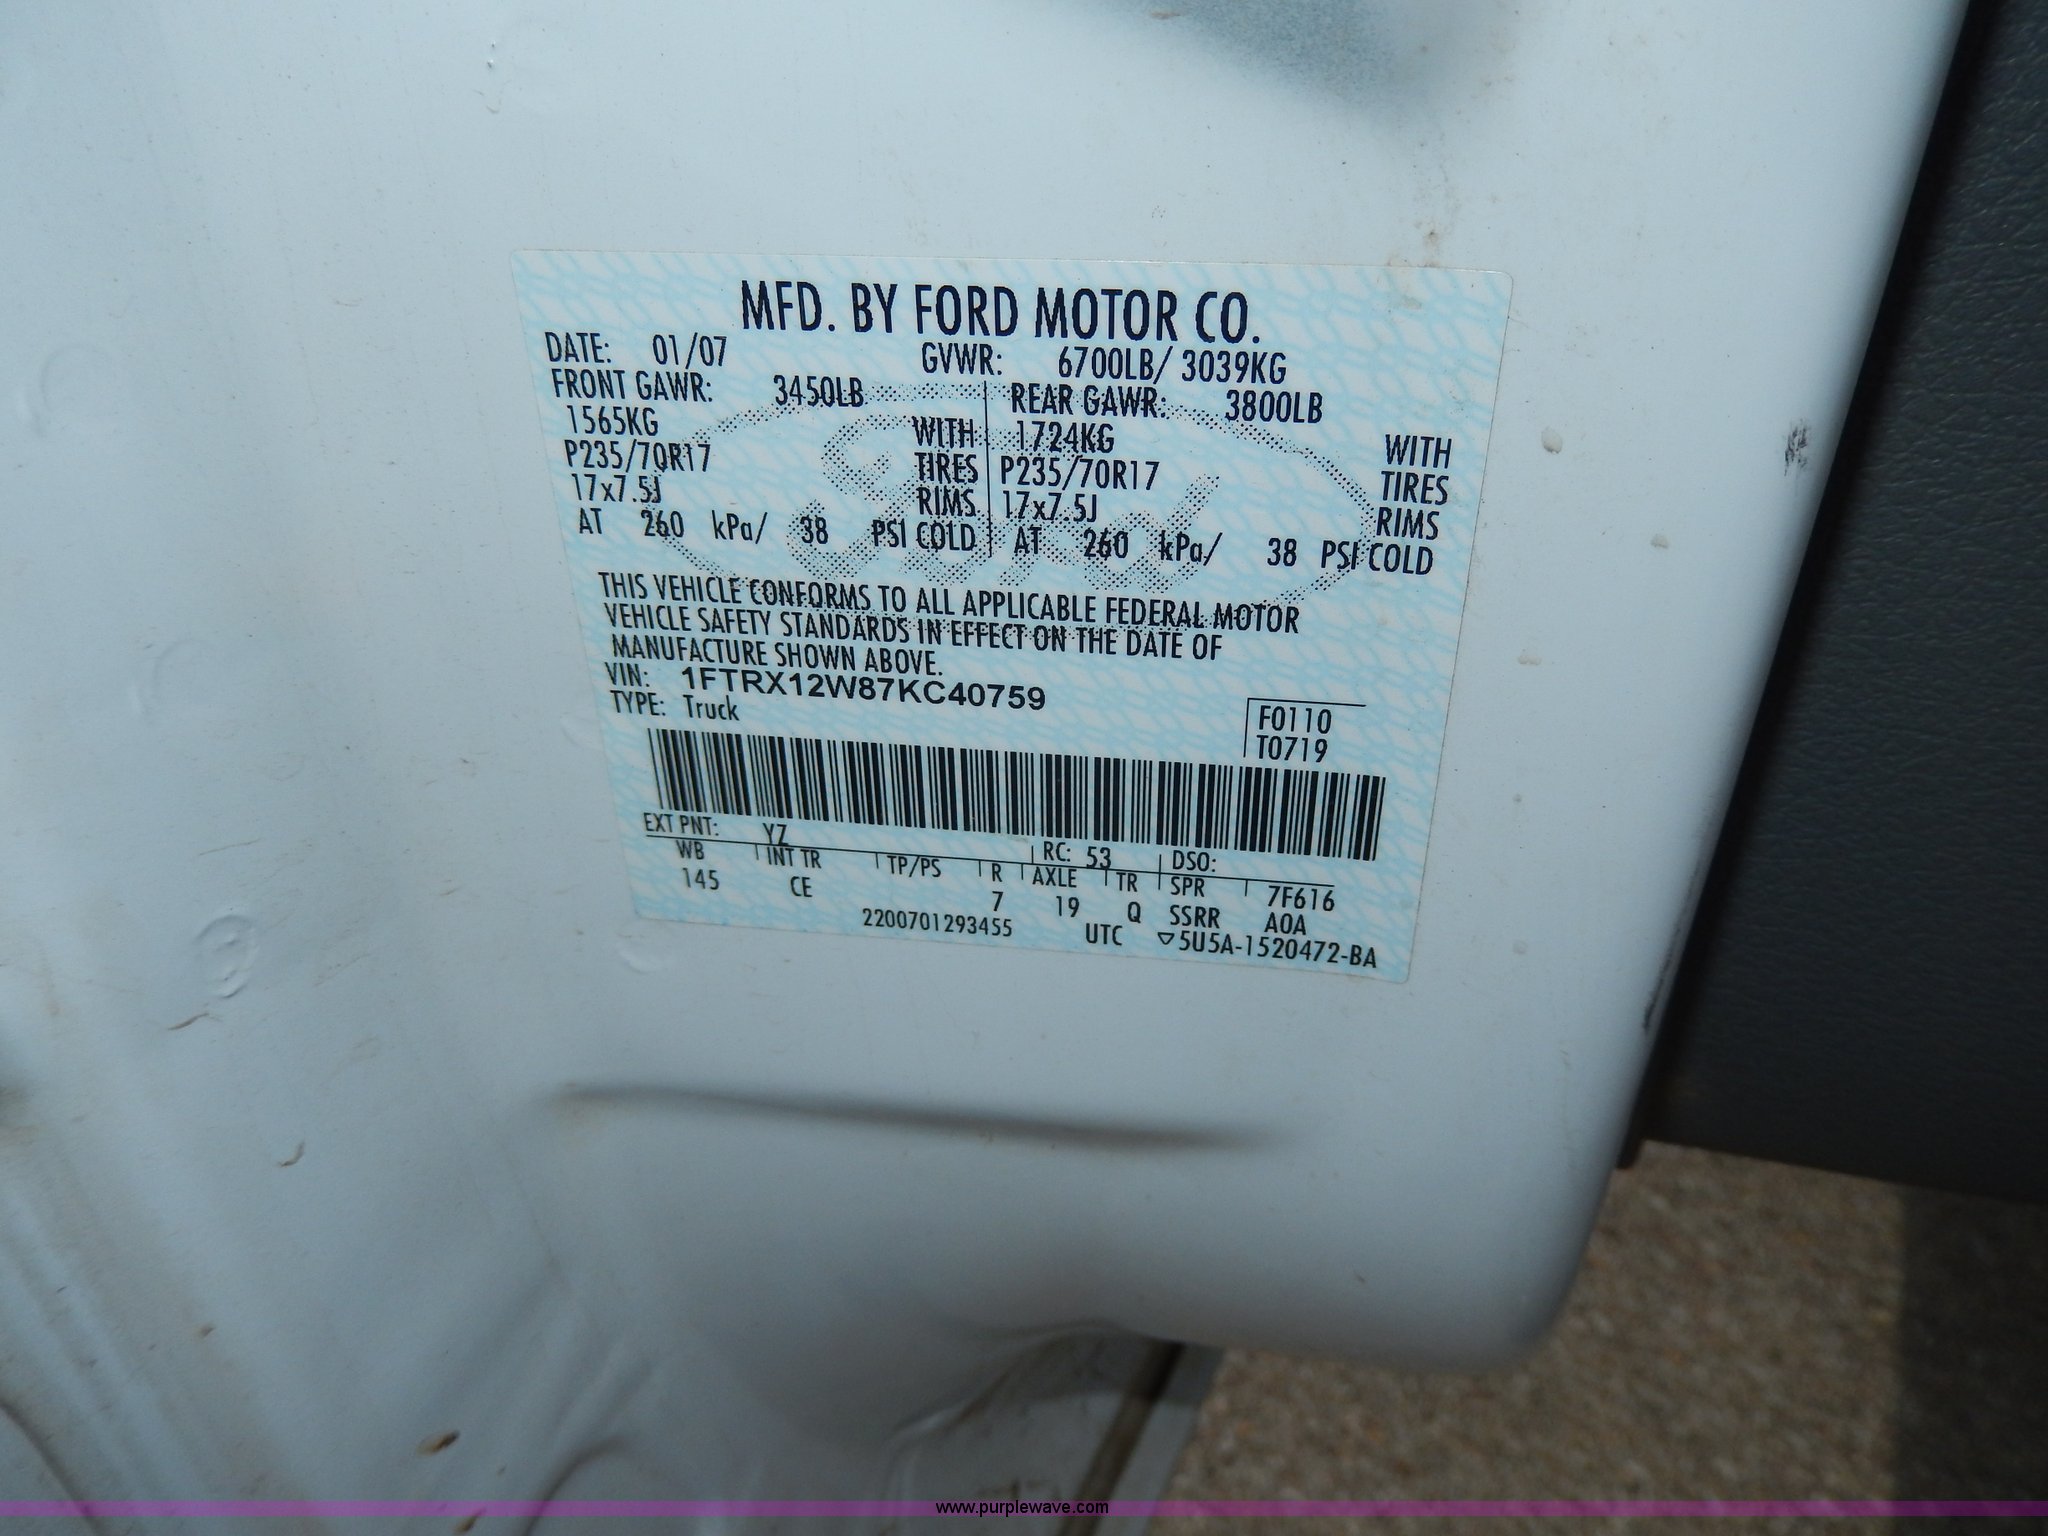 MFD. BY FORD MOTOR CO.
DATE: 01/07 GVWR: 6700LB/ 3039KG
FRONT GAWR: 3450LB REAR GAWR: 3800LB
1565KG WITH 1724KG WITH
P235/70R17 TIRES P235/70R17 TIRES
17x7.5J RIMS 17x7.5J RIMS
AT 260 kPa/ 38 PSI COLD AT 260 kPa/ 38 PSI COLD
Ford
THIS VEHICLE CONFORMS TO ALL APPLICABLE FEDERAL MOTOR
VEHICLE SAFETY STANDARDS IN EFFECT ON THE DATE OF
MANUFACTURE SHOWN ABOVE.
VIN: 1FTRX12W87KC40759
TYPE: Truck
F0110
T0719
EXT PNT: YZ RC: 53 DSO:
WB INT TR TP/PS R AXLE TR SPR 7F616
145 CE 7 19 Q SSRR A0A
2200701293455 UTC ▽5U5A-1520472-BA
www.purplewave.com